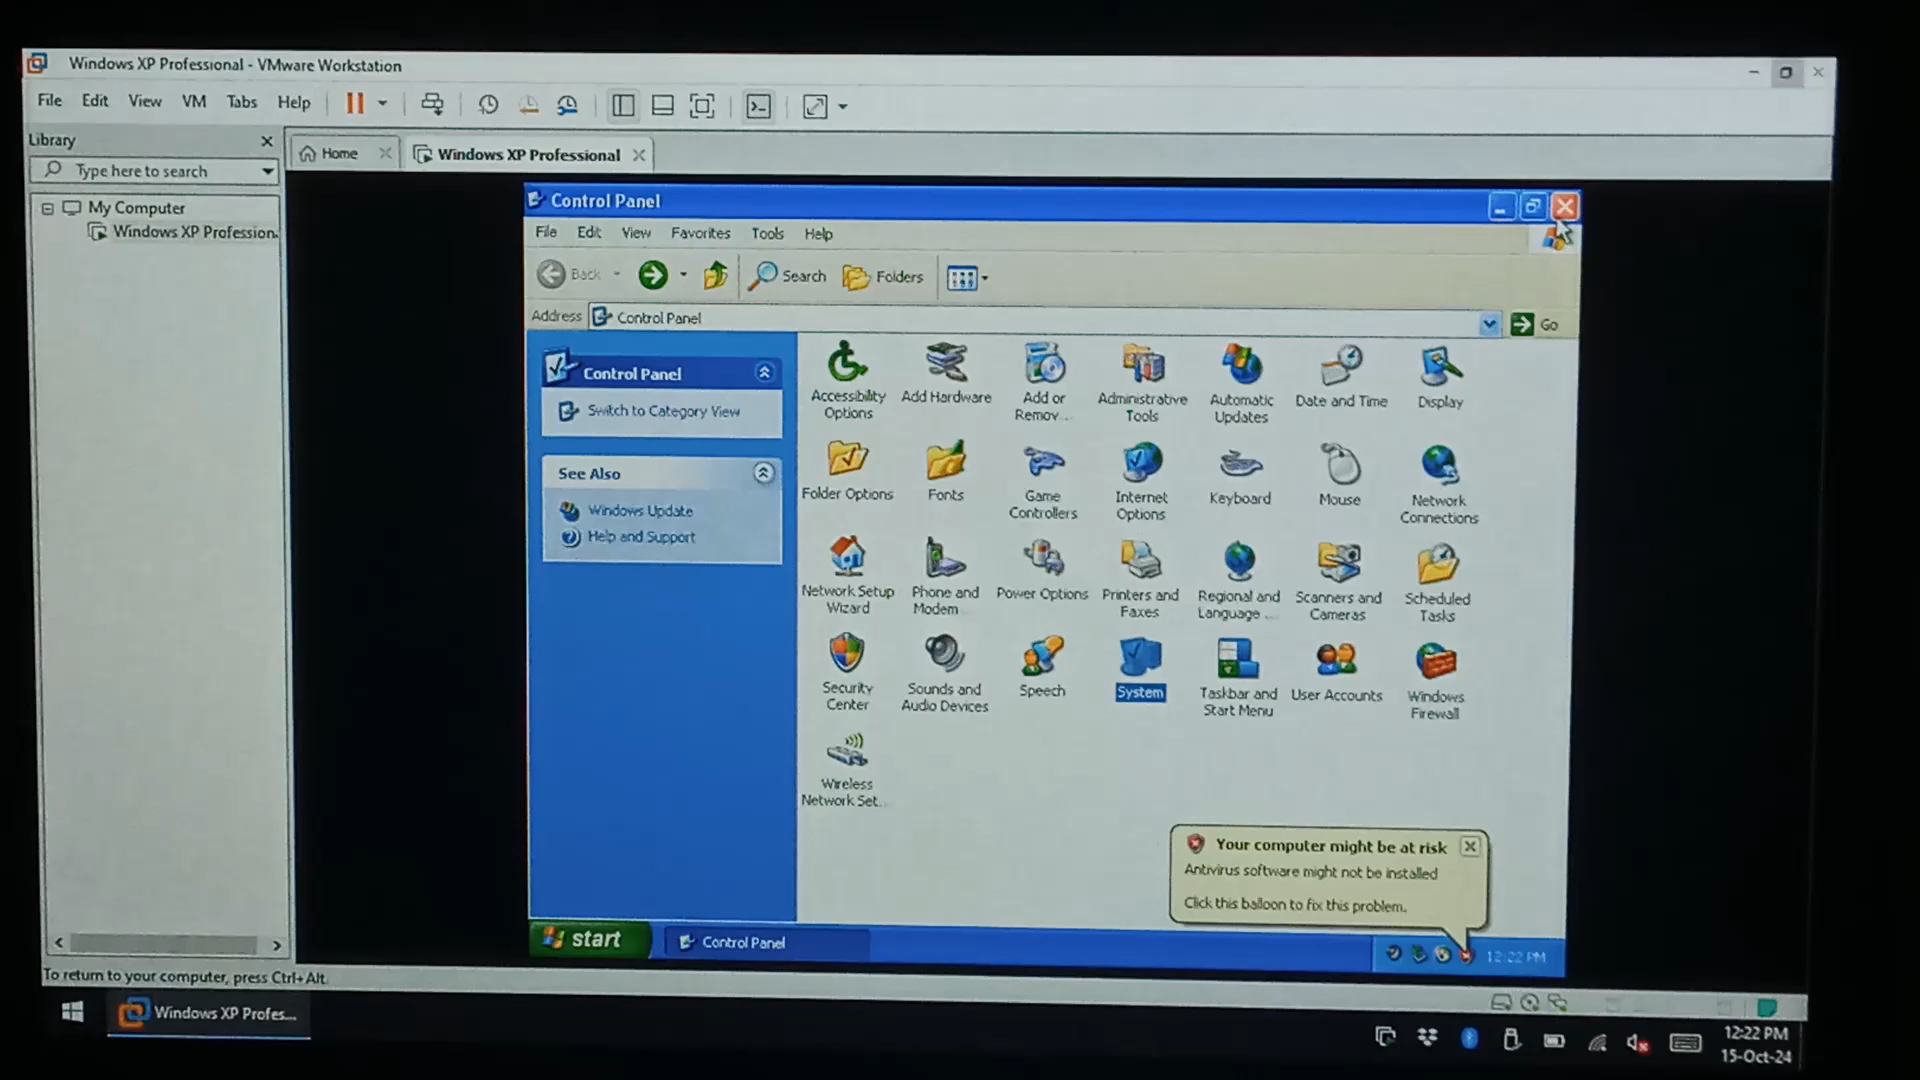 Windows XP Professional - VMware Workstation
File Edit View VM Tabs Help
Library
Type here to search
My Computer
Windows XP Profession
Home
Windows XP Professional
Control Panel
File Edit View Favorites Tools Help
Back
Search
Folders
Address
Control Panel
Go
Control Panel
Switch to Category View
See Also
Windows Update
Help and Support
Accessibility
Options
Add Hardware
Add or
Remov...
Administrative
Tools
Automatic
Updates
Date and Time
Display
Folder Options
Fonts
Game
Controllers
Internet
Options
Keyboard
Mouse
Network
Connections
Network Setup
Wizard
Phone and
Modem ...
Power Options
Printers and
Faxes
Regional and
Language ...
Scanners and
Cameras
Scheduled
Tasks
Security
Center
Sounds and
Audio Devices
Speech
System
Taskbar and
Start Menu
User Accounts
Windows
Firewall
Wireless
Network Set...
Your computer might be at risk
Antivirus software might not be installed
Click this balloon to fix this problem.
start
Control Panel
12:22 PM
To return to your computer, press Ctrl+Alt.
Windows XP Profes...
12:22 PM
15-Oct-24